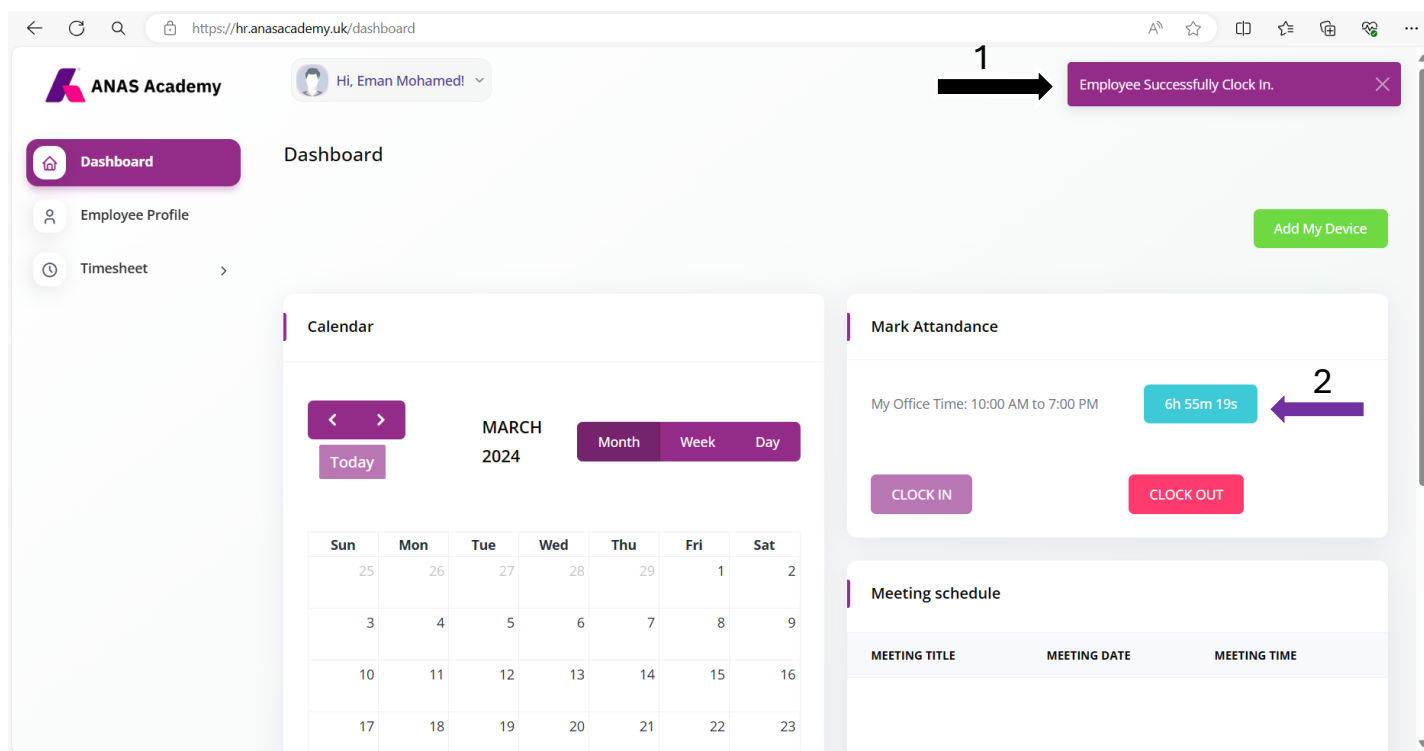 https://hr.anasacademy.uk/dashboard
1
ANAS Academy
Hi, Eman Mohamed!
Employee Successfully Clock In.
Dashboard
Employee Profile
Timesheet
Dashboard
Add My Device
Calendar
MARCH
2024
Today
Month Week Day
Sun Mon Tue Wed Thu Fri Sat
25 26 27 28 29 1 2
3 4 5 6 7 8 9
10 11 12 13 14 15 16
17 18 19 20 21 22 23
Mark Attandance
My Office Time: 10:00 AM to 7:00 PM 6h 55m 19s
2
CLOCK IN CLOCK OUT
Meeting schedule
MEETING TITLE MEETING DATE MEETING TIME